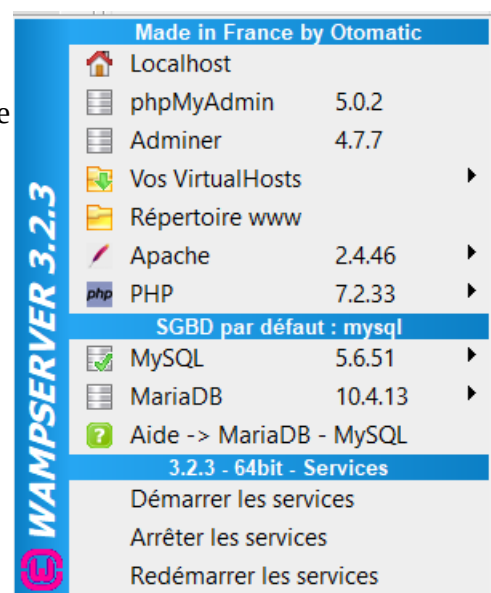 Made in France by Otomatic
Localhost
phpMyAdmin 5.0.2
e
Adminer 4.7.7
Vos VirtualHosts
Répertoire www
Apache 2.4.46
php PHP 7.2.33
SGBD par défaut : mysql
MySQL 5.6.51
MariaDB 10.4.13
? Aide -> MariaDB - MySQL
3.2.3 - 64bit - Services
Démarrer les services
Arrêter les services
Redémarrer les services
WAMPSERVER 3.2.3